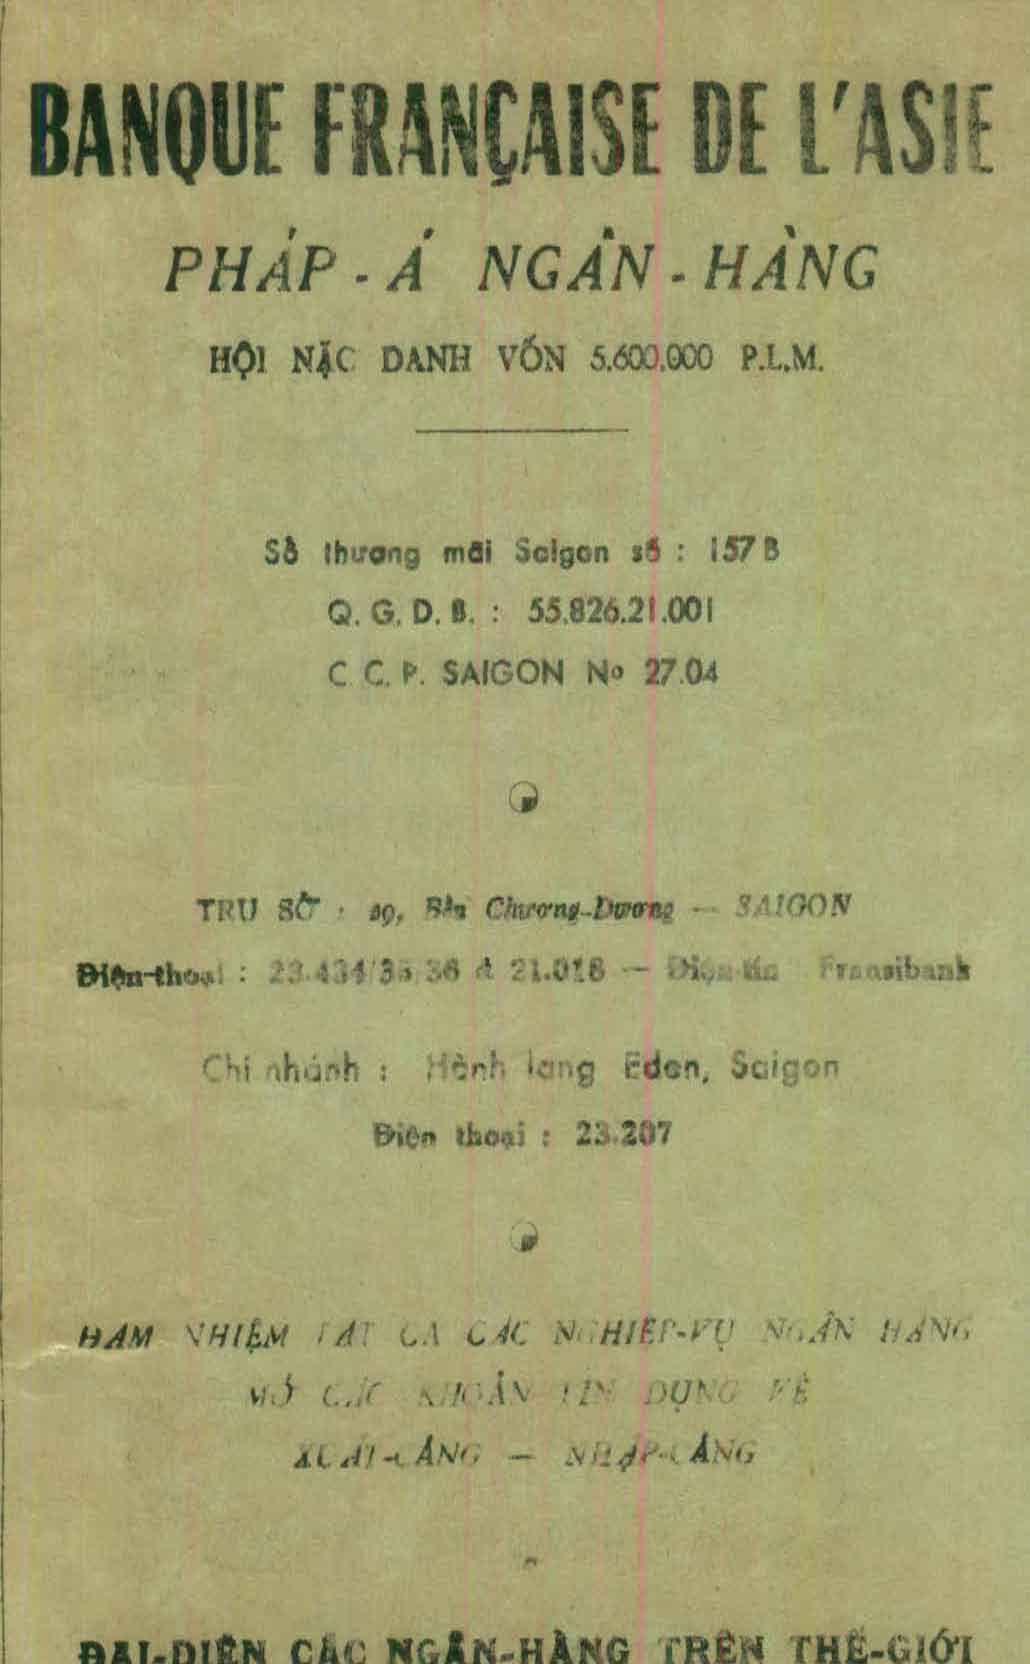 BANQUE FRANÇAISE DE L'ASIE
PHÁP - Á NGÂN - HÀNG
HỘI NẶC DANH VỐN 5.600.000 P.L.M.
Sồ thương mãi Saigon số : 157 B
Q. G. D. B. : 55.826.21.001
C. C. P. SAIGON Nº 27.04
TRU SỞ : Bến Chương-Dương — SAIGON
Điện-thoại : 23.434/35/36 & 21.018 — Điện-tín Fransibank
Chi nhánh : Hành lang Eden, Saigon
Điện thoại : 23.207
ĐAM NHIỆM TẤT CẢ CÁC NGHIỆP-VỤ NGÂN HÀNG
MỞ CÁC KHOẢN TÍN DỤNG VỀ
XUẤT-CẢNG — NHẬP-CẢNG
ĐẠI-DIỆN CÁC NGÂN-HÀNG TRÊN THẾ-GIỚI